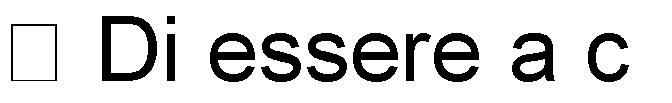 □ Di essere a c